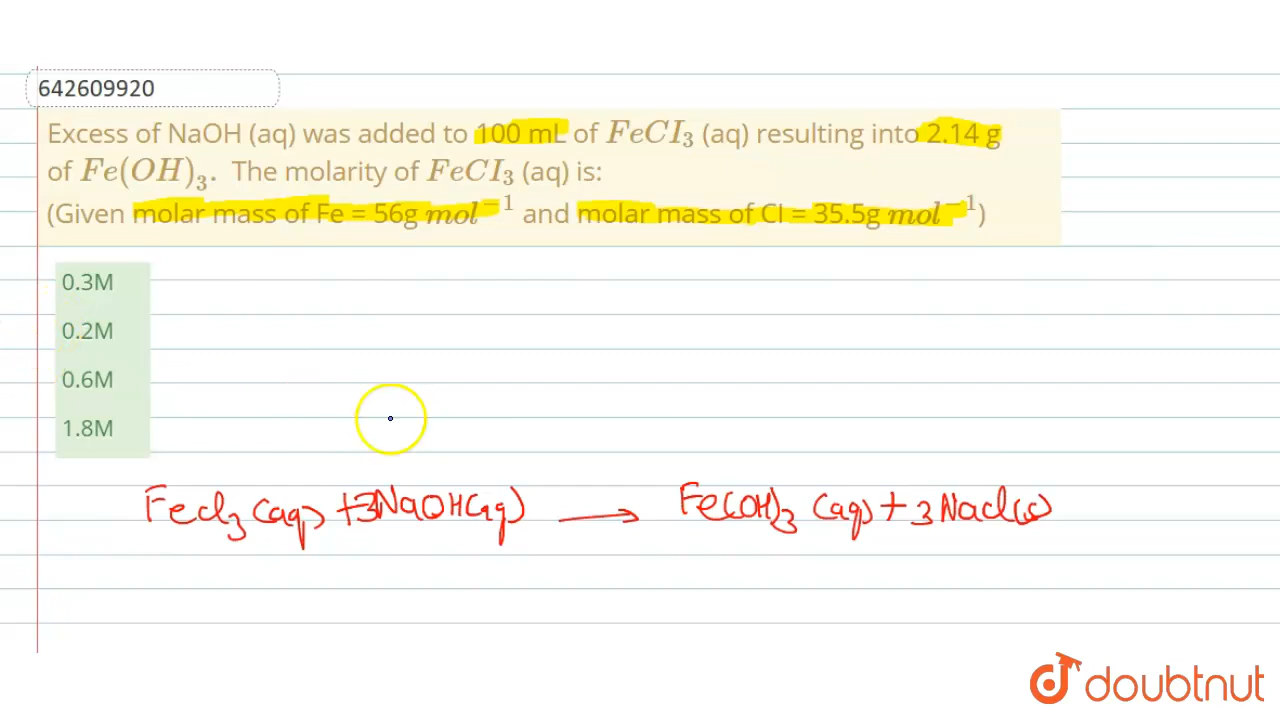 642609920
Excess of NaOH (aq) was added to 100 mL of FeCI₃ (aq) resulting into 2.14 g
of Fe(OH)₃. The molarity of FeCI₃ (aq) is:
(Given molar mass of Fe = 56g mol⁻¹ and molar mass of CI = 35.5g mol⁻¹)
0.3M
0.2M
0.6M
1.8M
FeCl₃ (aq) + 3NaOH(aq) ⟶ Fe(OH)₃ (aq) + 3NaCl(s)
doubtnut